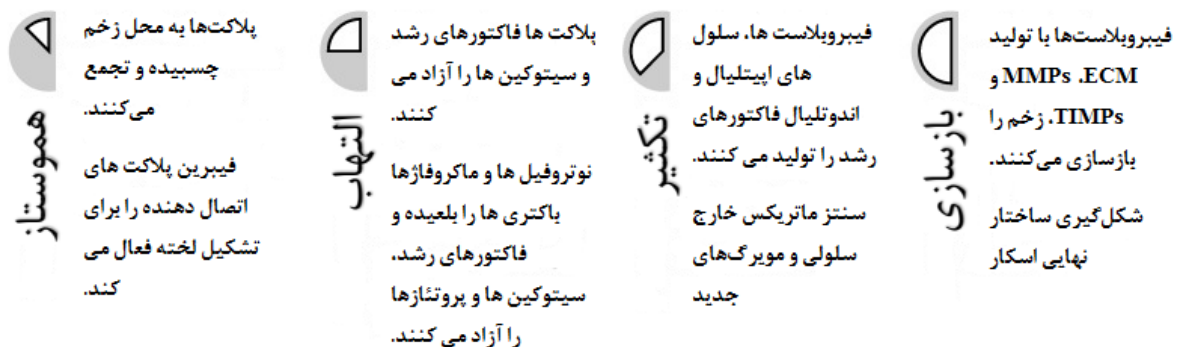 هموستاز
پلاکت‌ها به محل زخم
چسبیده و تجمع
می‌کنند.
فیبرین پلاکت های
اتصال دهنده را برای
تشکیل لخته فعال می
کند.
التهاب
پلاکت ها فاکتورهای رشد
و سیتوکین ها را آزاد می
کنند.
نوتروفیل ها و ماکروفاژها
باکتری ها را بلعیده و
فاکتورهای رشد،
سیتوکین ها و پروتئازها
را آزاد می کنند.
تکثیر
فیبروبلاست ها، سلول
های اپیتلیال و
اندوتلیال فاکتورهای
رشد را تولید می کنند.
سنتز ماتریکس خارج
سلولی و مویرگ‌های
جدید
بازسازی
فیبروبلاست‌ها با تولید
MMPs ،ECM و
TIMPs، زخم را
بازسازی می‌کنند.
شکل‌گیری ساختار
نهایی اسکار